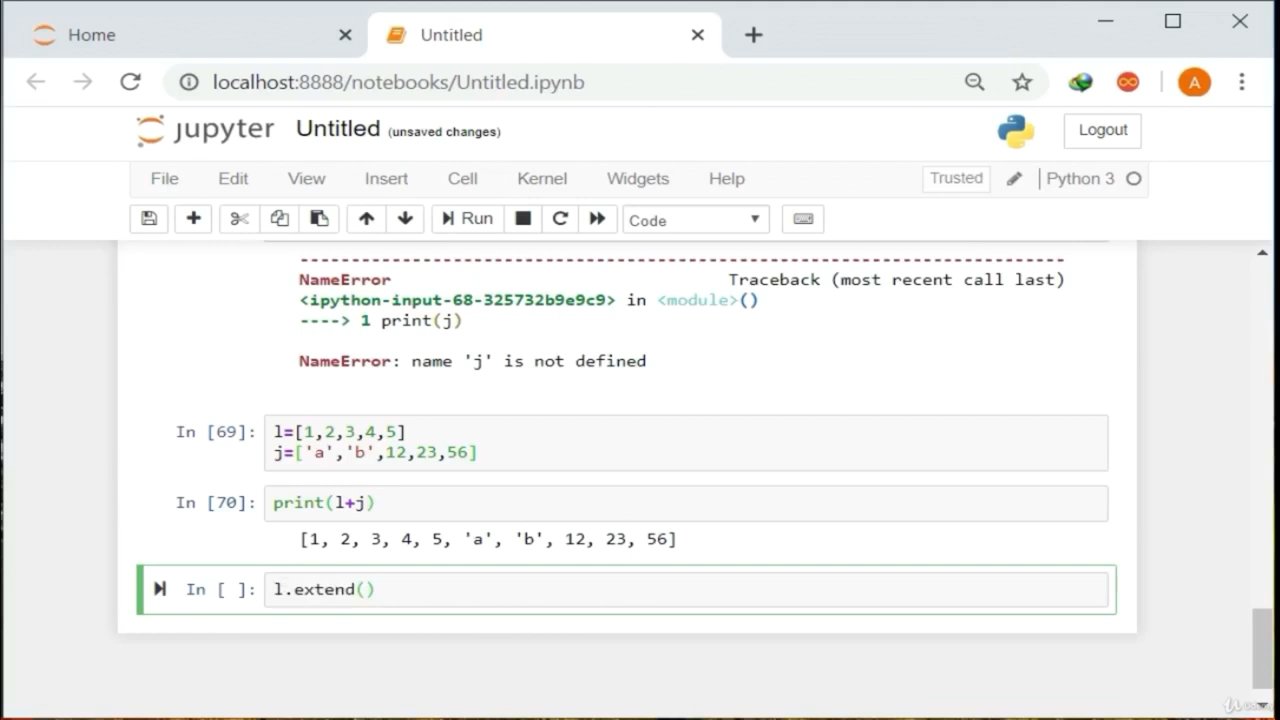 Home
Untitled
localhost:8888/notebooks/Untitled.ipynb
A
jupyter Untitled (unsaved changes)
Logout
File Edit View Insert Cell Kernel Widgets Help
Trusted
Python 3
Run
Code
---------------------------------------------------------------------------
NameError Traceback (most recent call last)
<ipython-input-68-325732b9e9c9> in <module>()
----> 1 print(j)
NameError: name 'j' is not defined
In [69]: l=[1,2,3,4,5]
j=['a','b',12,23,56]
In [70]: print(l+j)
[1, 2, 3, 4, 5, 'a', 'b', 12, 23, 56]
In [ ]: l.extend()